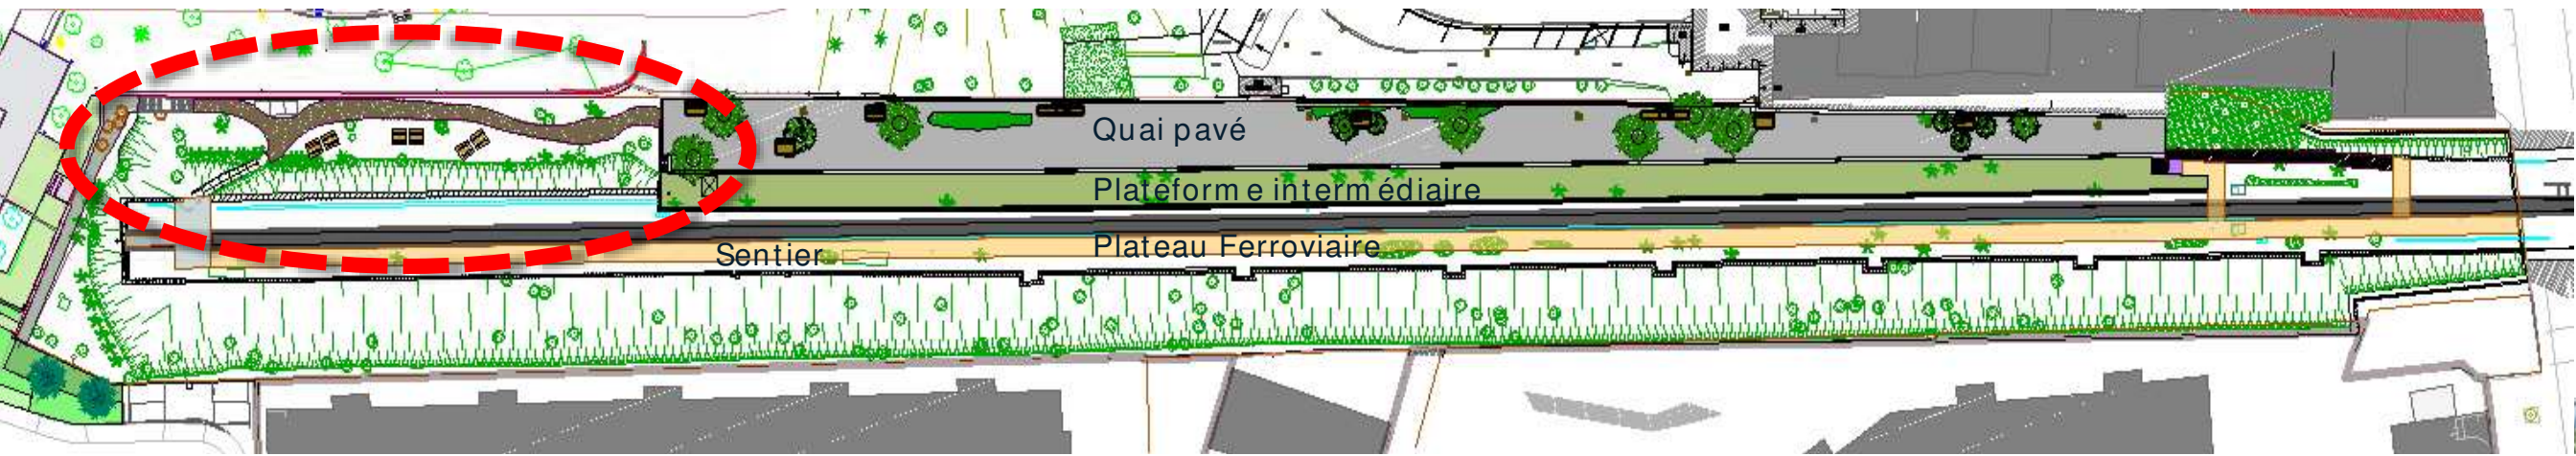 Quai pavé
Plateforme intermédiaire
Plateau Ferroviaire
Sentier